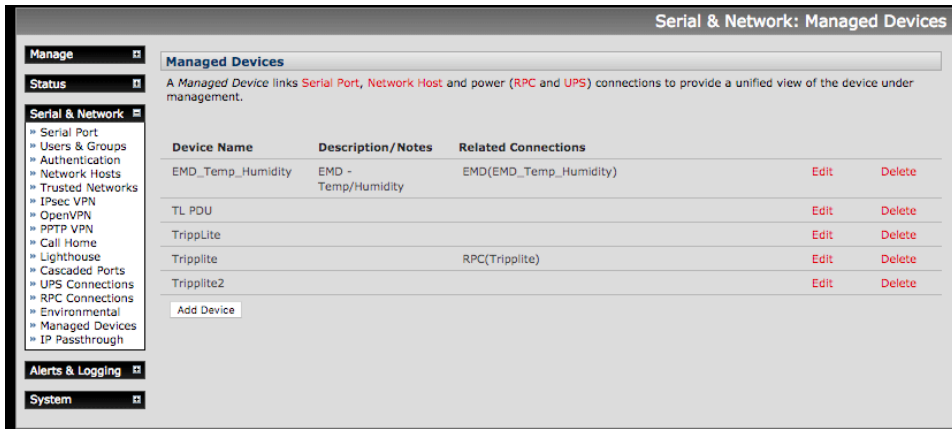 Serial & Network: Managed Devices
Manage
Status
Serial & Network
» Serial Port
» Users & Groups
» Authentication
» Network Hosts
» Trusted Networks
» IPsec VPN
» OpenVPN
» PPTP VPN
» Call Home
» Lighthouse
» Cascaded Ports
» UPS Connections
» RPC Connections
» Environmental
» Managed Devices
» IP Passthrough
Alerts & Logging
System
Managed Devices
A Managed Device links Serial Port, Network Host and power (RPC and UPS) connections to provide a unified view of the device under
management.
Device Name Description/Notes Related Connections
EMD_Temp_Humidity EMD - EMD(EMD_Temp_Humidity) Edit Delete
Temp/Humidity
TL PDU Edit Delete
TrippLite Edit Delete
Tripplite RPC(Tripplite) Edit Delete
Tripplite2 Edit Delete
Add Device